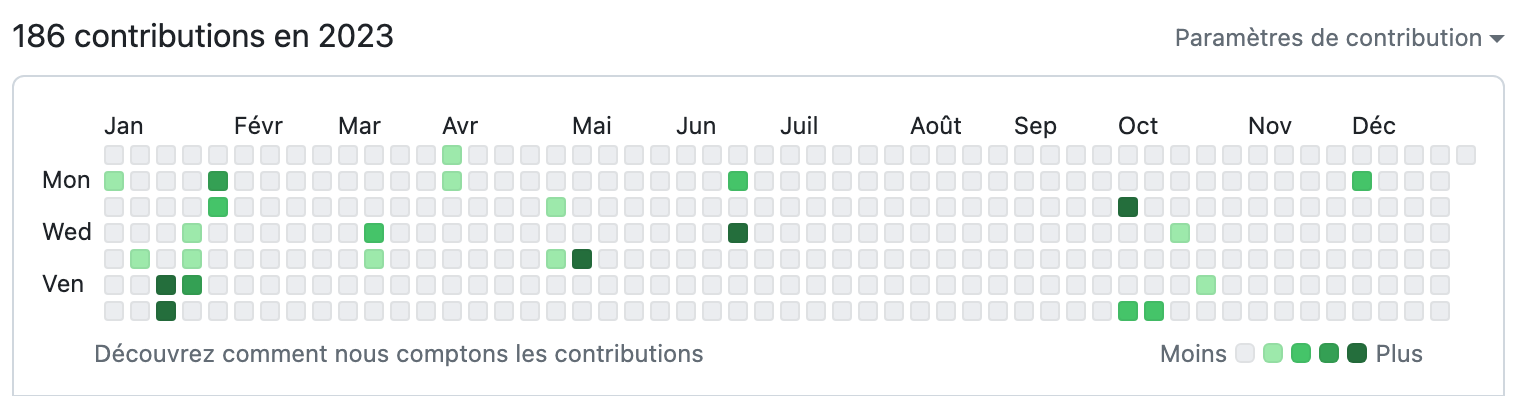 186 contributions en 2023
Paramètres de contribution
Jan Févr Mar Avr Mai Jun Juil Août Sep Oct Nov Déc
Mon
Wed
Ven
Découvrez comment nous comptons les contributions
Moins Plus